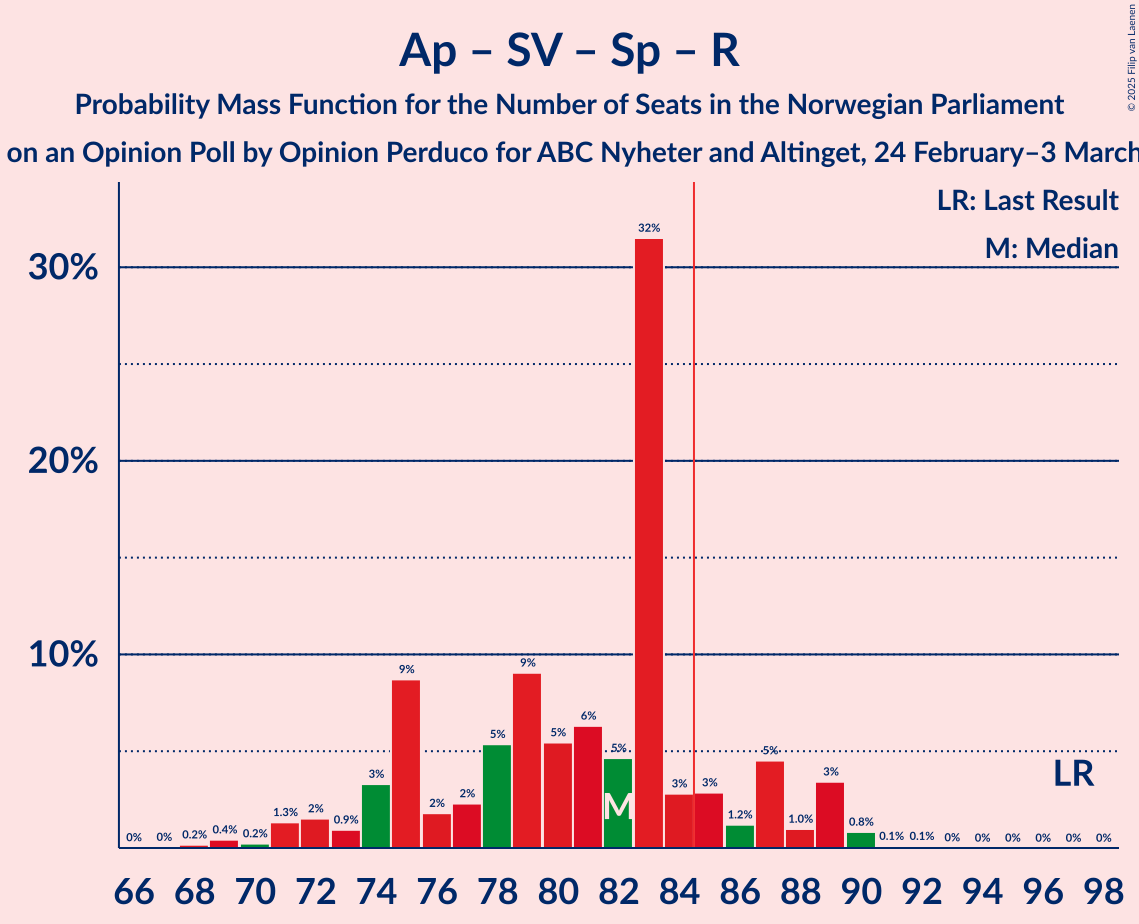 Ap – SV – Sp – R
Probability Mass Function for the Number of Seats in the Norwegian Parliament
on an Opinion Poll by Opinion Perduco for ABC Nyheter and Altinget, 24 February–3 March
© 2025 Filip van Laenen
LR: Last Result
M: Median
30%
20%
10%
0% 0% 0.2% 0.4% 0.2% 1.3% 2% 0.9% 3% 9% 2% 2% 5% 9% 5% 6% 5% 32% 3% 3% 1.2% 5% 1.0% 3% 0.8% 0.1% 0.1% 0% 0% 0% 0% 0% 0%
M
LR
66 68 70 72 74 76 78 80 82 84 86 88 90 92 94 96 98